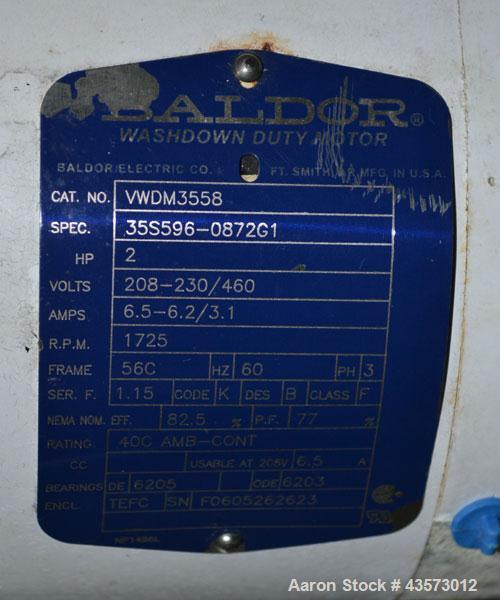 BALDOR®
WASHDOWN DUTY MOTOR
BALDOR ELECTRIC CO. FT. SMITH, AR MFG. IN U.S.A.
CAT. NO. VWDM3558
SPEC. 35S596-0872G1
HP 2
VOLTS 208-230/460
AMPS 6.5-6.2/3.1
R.P.M. 1725
FRAME 56C HZ 60 PH 3
SER. F. 1.15 CODE K DES B CLASS F
NEMA NOM. EFF. 82.5 % P.F. 77 %
RATING 40C AMB-CONT
CC USABLE AT 208V 6.5 A
BEARINGS DE 6205 ODE 6203
ENCL. TEFC SN F0605262623
NP1486L
Aaron Stock # 43573012